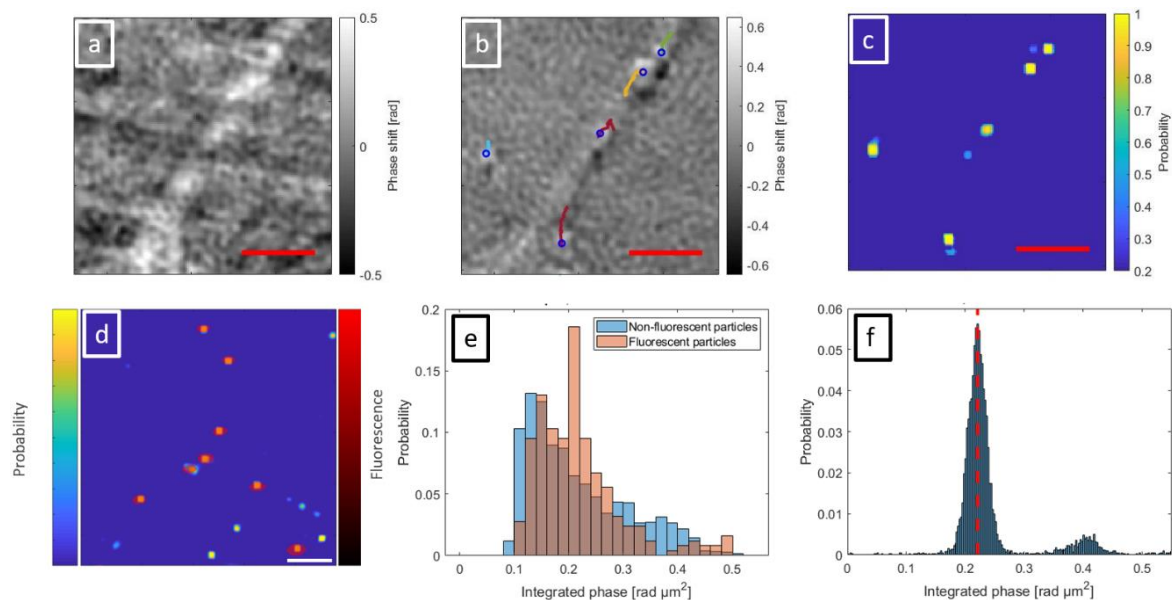 a
0.5
0
-0.5
Phase shift [rad]
b
0.6
0.4
0.2
0
-0.2
-0.4
-0.6
Phase shift [rad]
c
1
0.9
0.8
0.7
0.6
0.5
0.4
0.3
0.2
Probability
d
Probability
Fluorescence
e
Non-fluorescent particles
Fluorescent particles
0.2
0.15
0.1
0.05
0
Probability
0 0.1 0.2 0.3 0.4 0.5
Integrated phase [rad µm²]
f
0.06
0.05
0.04
0.03
0.02
0.01
0
Probability
0 0.1 0.2 0.3 0.4 0.5
Integrated phase [rad µm²]